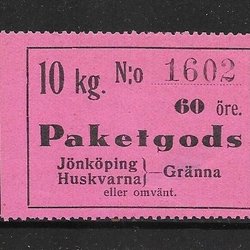 10 kg. N:o 1602
60 öre.
Paketgods
Jönköping } Gränna
Huskvarna
eller omvänt.